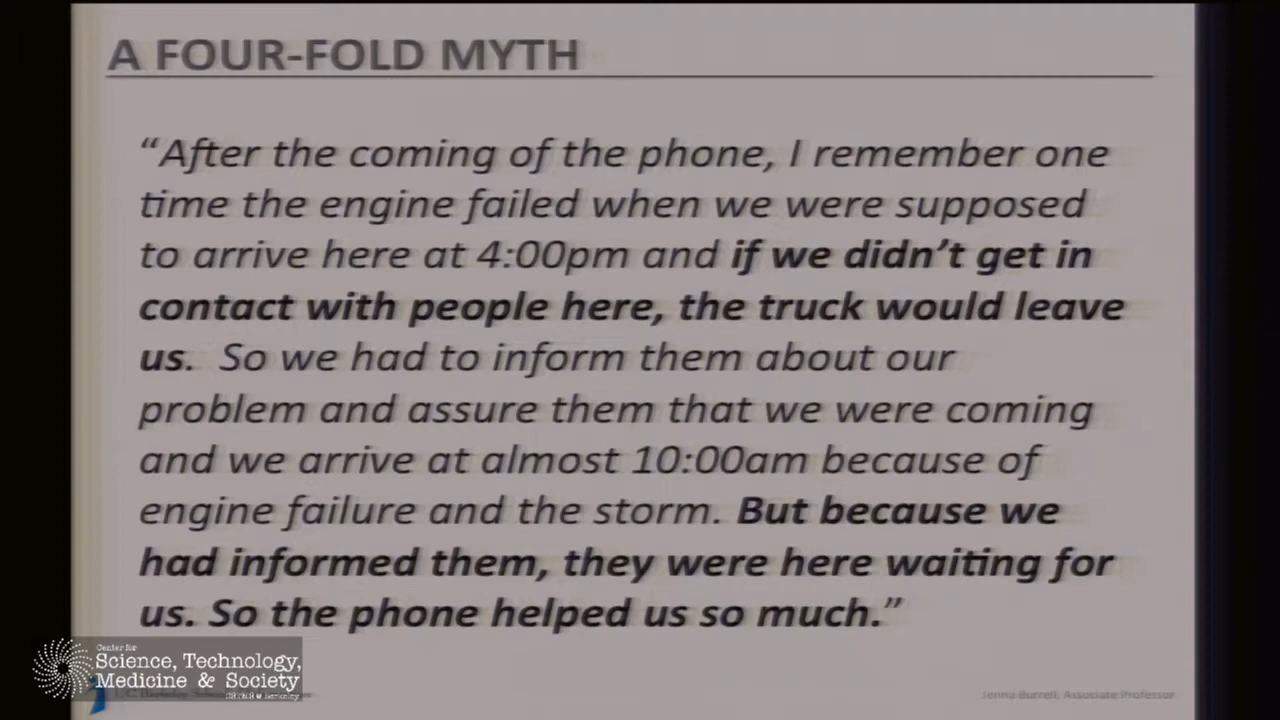 A FOUR-FOLD MYTH
“After the coming of the phone, I remember one
time the engine failed when we were supposed
to arrive here at 4:00pm and if we didn’t get in
contact with people here, the truck would leave
us. So we had to inform them about our
problem and assure them that we were coming
and we arrive at almost 10:00am because of
engine failure and the storm. But because we
had informed them, they were here waiting for
us. So the phone helped us so much.”
Center for
Science, Technology,
Medicine & Society
Jenna Burrell, Associate Professor